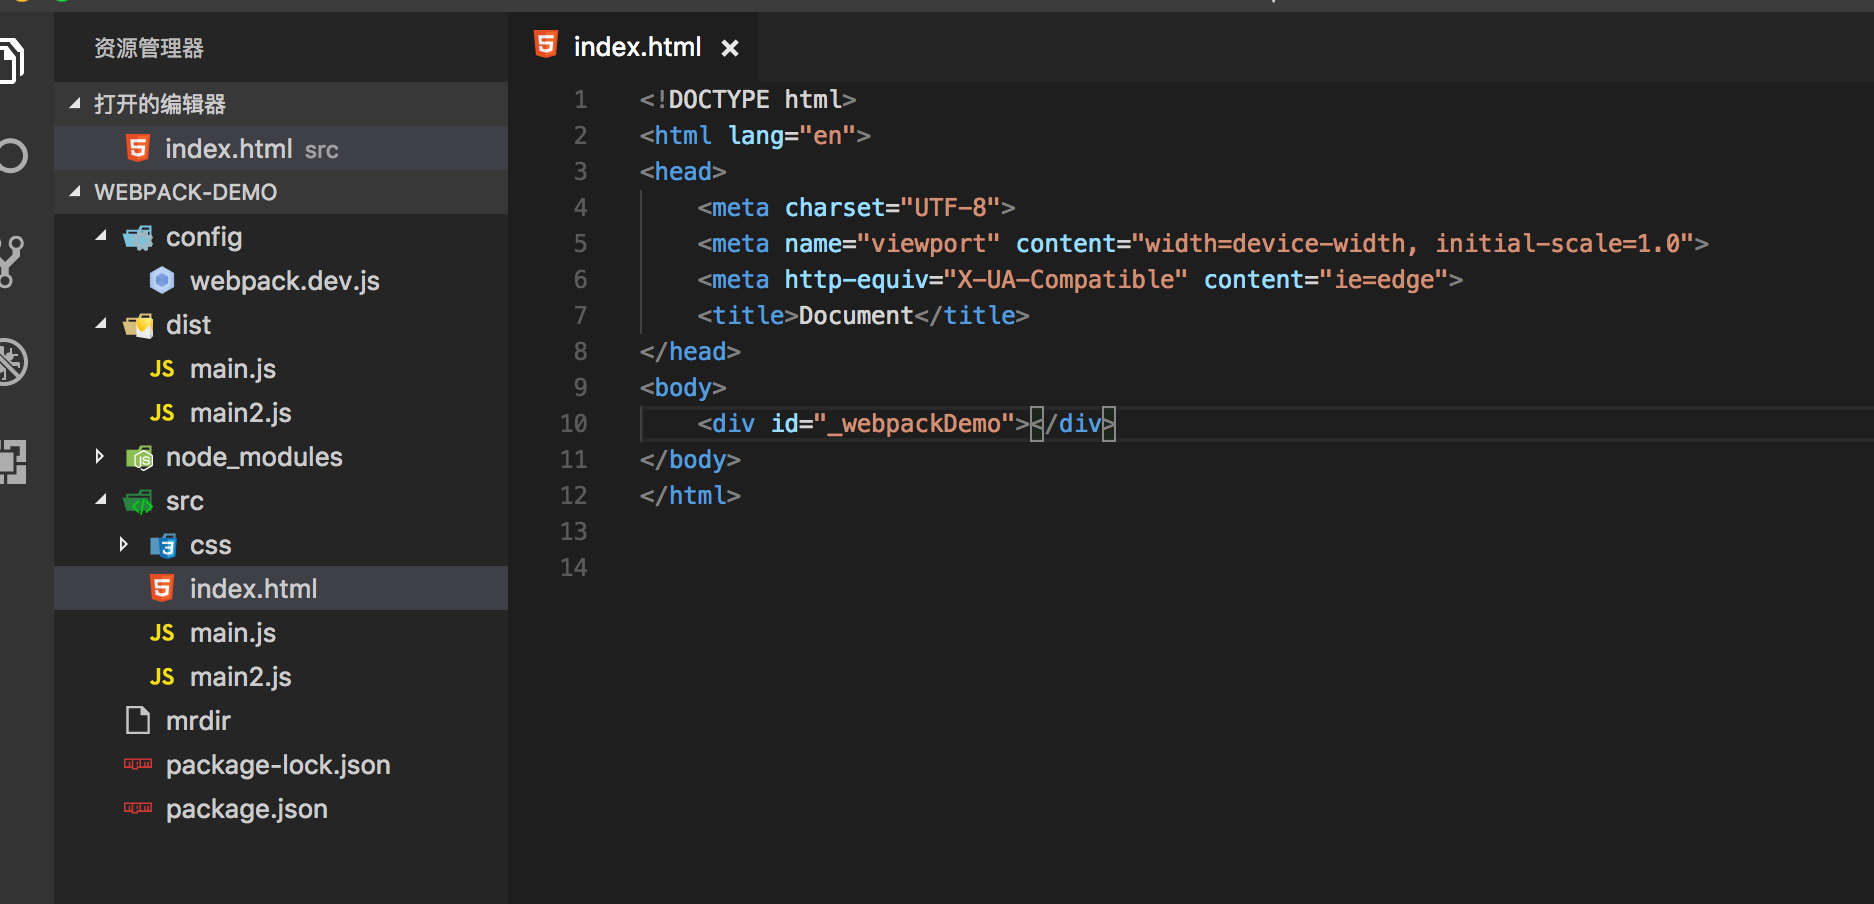 资源管理器
打开的编辑器
index.html src
WEBPACK-DEMO
config
webpack.dev.js
dist
JS main.js
JS main2.js
node_modules
src
css
index.html
JS main.js
JS main2.js
mrdir
package-lock.json
package.json
index.html ×
1 <!DOCTYPE html>
2 <html lang="en">
3 <head>
4     <meta charset="UTF-8">
5     <meta name="viewport" content="width=device-width, initial-scale=1.0">
6     <meta http-equiv="X-UA-Compatible" content="ie=edge">
7     <title>Document</title>
8 </head>
9 <body>
10     <div id="_webpackDemo"></div>
11 </body>
12 </html>
13
14